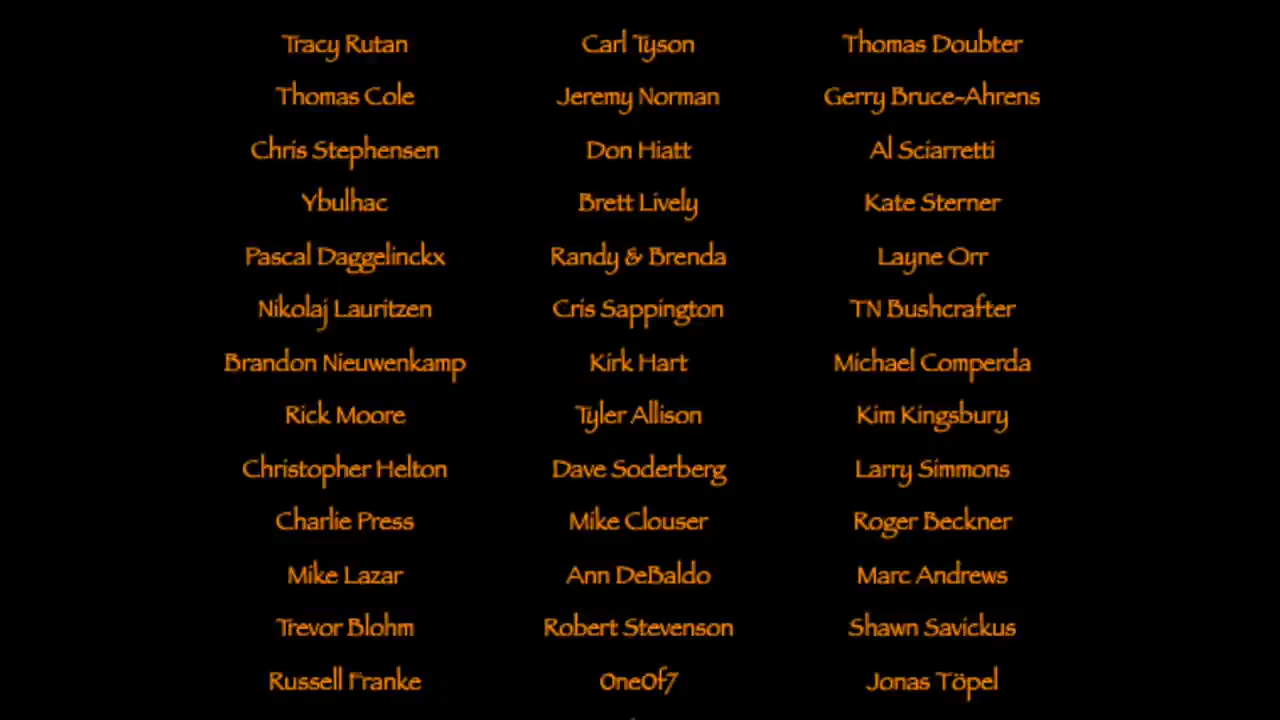 Tracy Rutan Carl Tyson Thomas Doubter
Thomas Cole Jeremy Norman Gerry Bruce-Ahrens
Chris Stephensen Don Hiatt Al Sciarretti
Ybulhac Brett Lively Kate Sterner
Pascal Daggelinckx Randy & Brenda Layne Orr
Nikolaj Lauritzen Cris Sappington TN Bushcrafter
Brandon Nieuwenkamp Kirk Hart Michael Comperda
Rick Moore Tyler Allison Kim Kingsbury
Christopher Helton Dave Soderberg Larry Simmons
Charlie Press Mike Clouser Roger Beckner
Mike Lazar Ann DeBaldo Marc Andrews
Trevor Blohm Robert Stevenson Shawn Savickus
Russell Franke 0ne0f7 Jonas Töpel